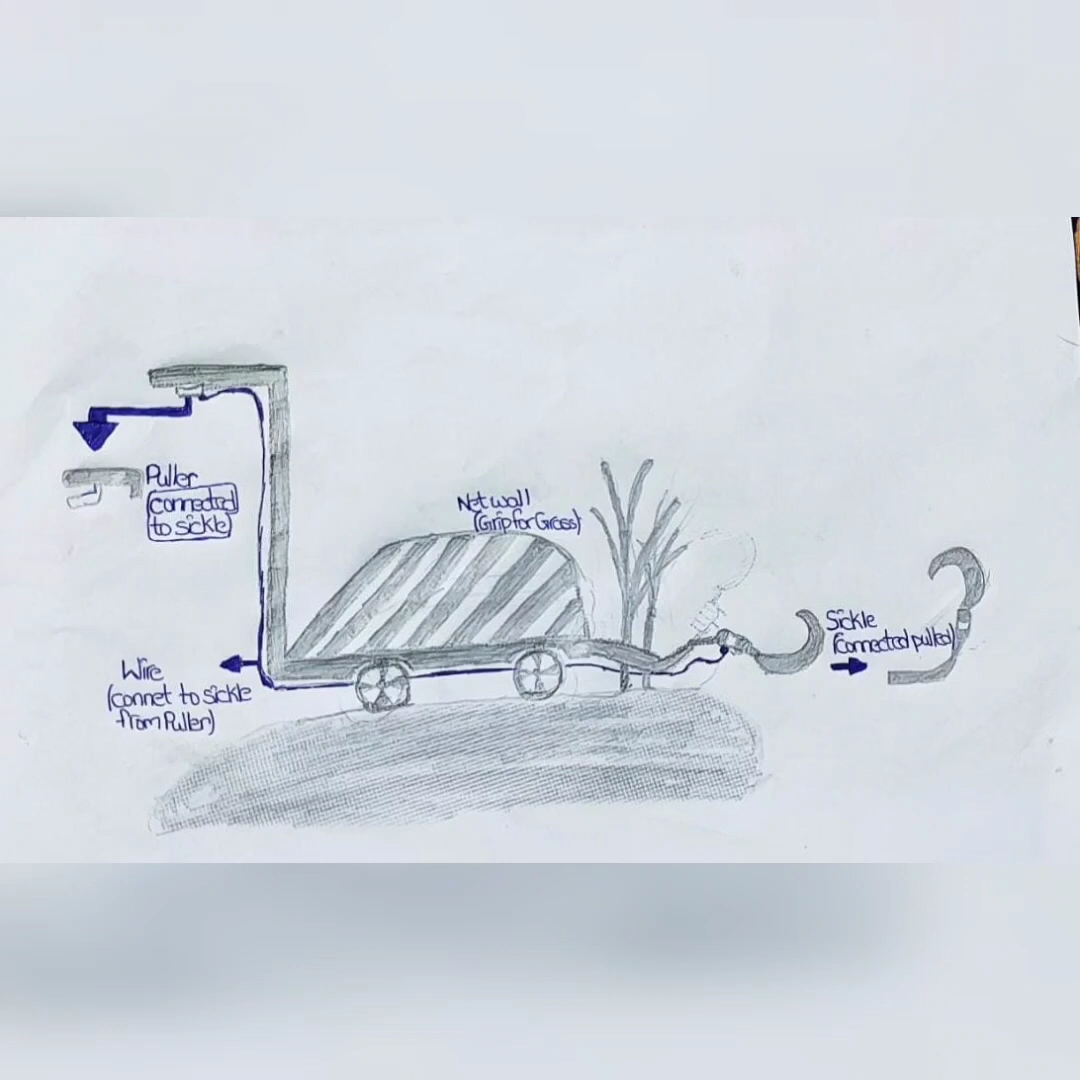 Puller
(connected
to sickle)
Net wall
(Grip for Grass)
Sickle
(Connected pulled)
Wire
(connet to sickle
from Puller)